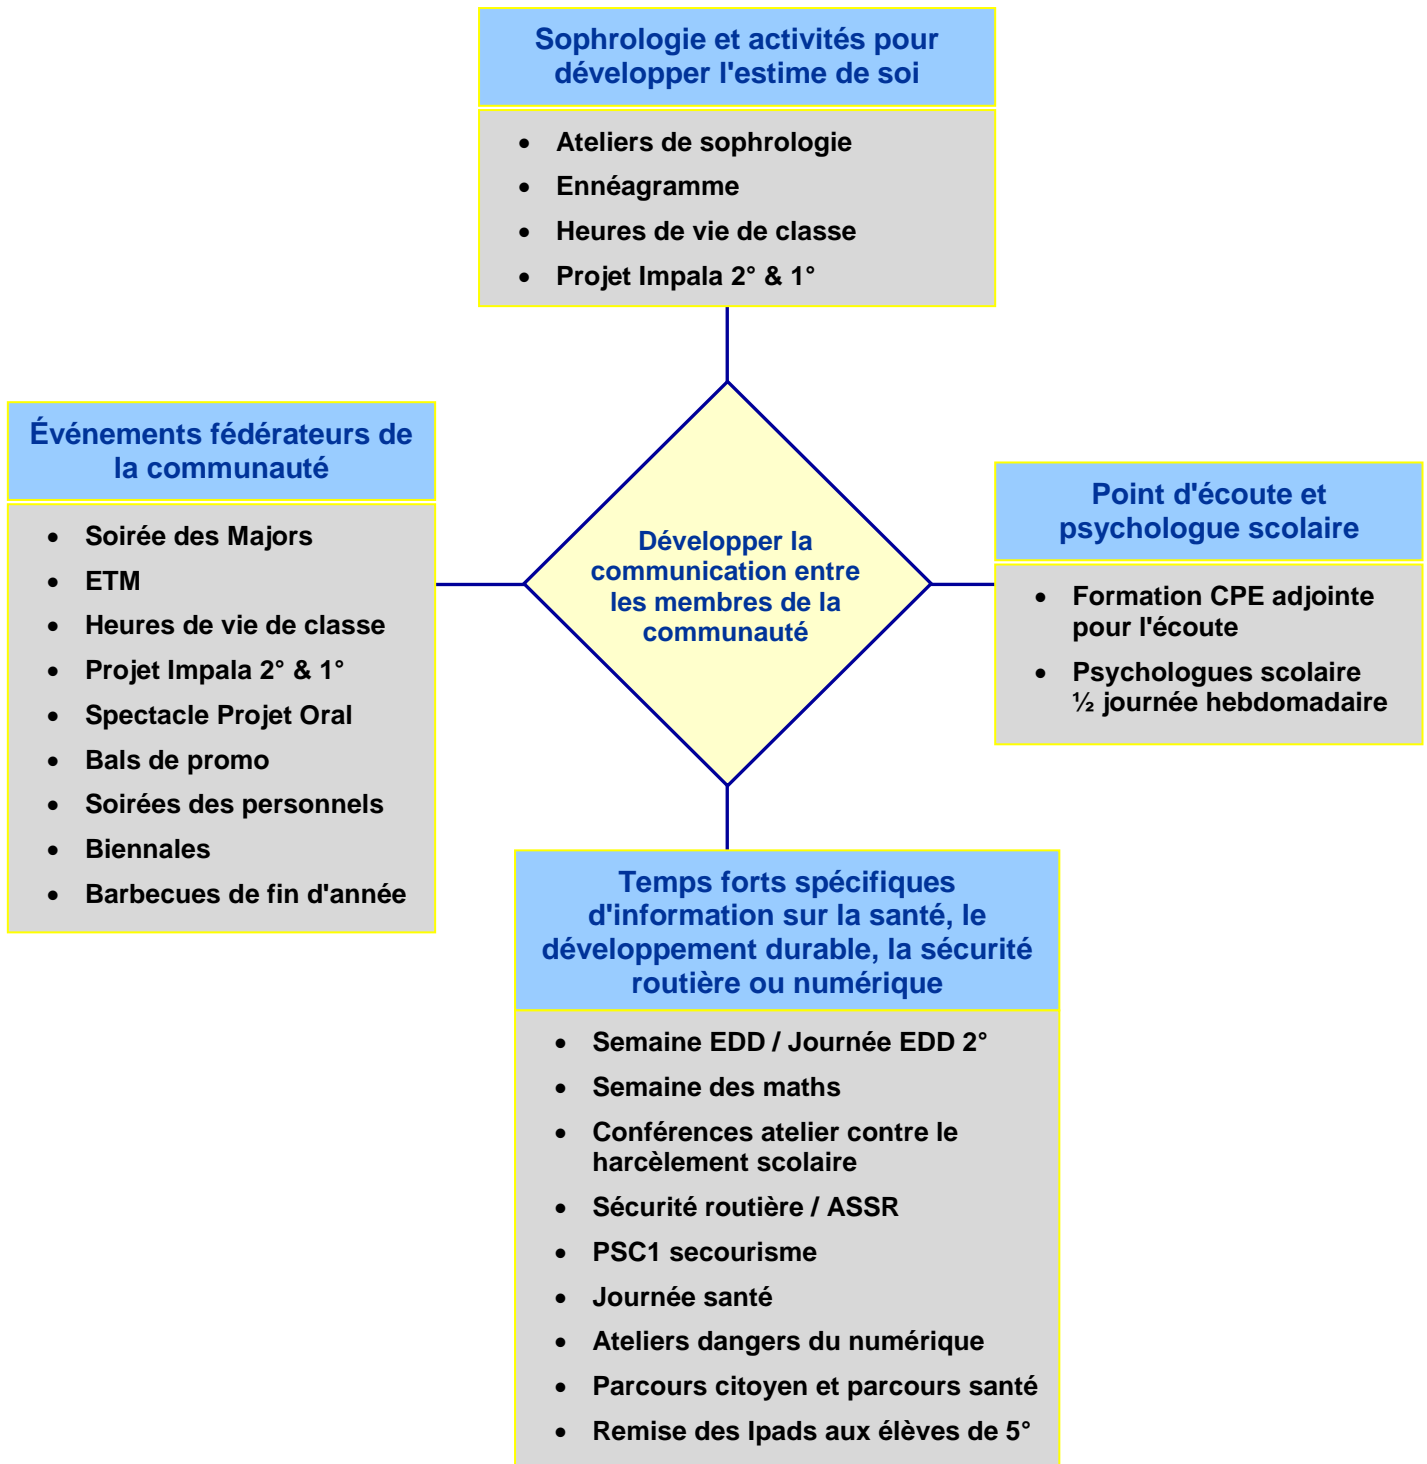 Sophrologie et activités pour
développer l'estime de soi
• Ateliers de sophrologie
• Ennéagramme
• Heures de vie de classe
• Projet Impala 2° & 1°
Événements fédérateurs de
la communauté
• Soirée des Majors
• ETM
• Heures de vie de classe
• Projet Impala 2° & 1°
• Spectacle Projet Oral
• Bals de promo
• Soirées des personnels
• Biennales
• Barbecues de fin d'année
Développer la
communication entre
les membres de la
communauté
Point d'écoute et
psychologue scolaire
• Formation CPE adjointe
pour l'écoute
• Psychologues scolaire
½ journée hebdomadaire
Temps forts spécifiques
d'information sur la santé, le
développement durable, la sécurité
routière ou numérique
• Semaine EDD / Journée EDD 2°
• Semaine des maths
• Conférences atelier contre le
harcèlement scolaire
• Sécurité routière / ASSR
• PSC1 secourisme
• Journée santé
• Ateliers dangers du numérique
• Parcours citoyen et parcours santé
• Remise des Ipads aux élèves de 5°